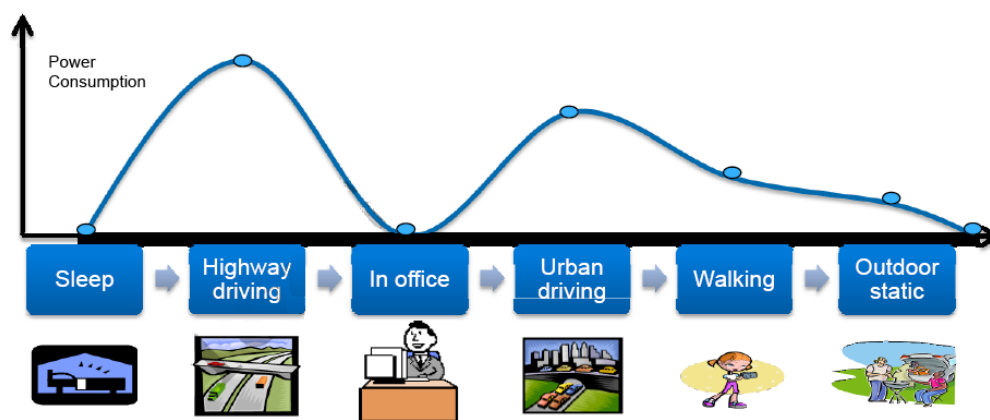 Power
Consumption
Sleep
Highway
driving
In office
Urban
driving
Walking
Outdoor
static